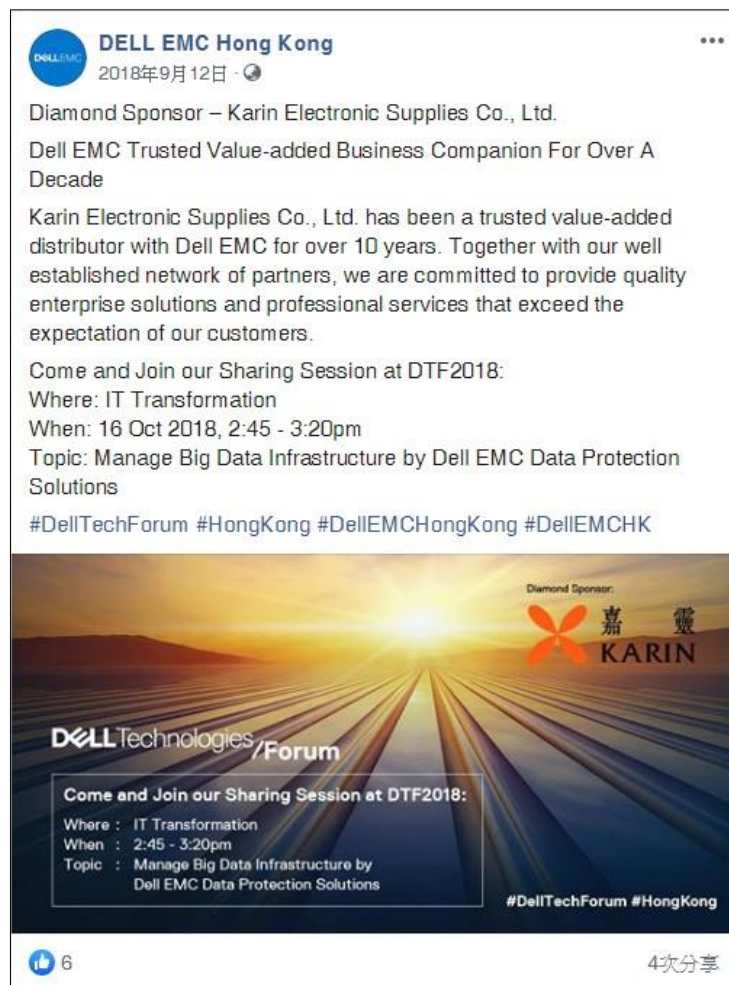 DELL EMC
DELL EMC Hong Kong
2018年9月12日 ·
Diamond Sponsor – Karin Electronic Supplies Co., Ltd.
Dell EMC Trusted Value-added Business Companion For Over A
Decade
Karin Electronic Supplies Co., Ltd. has been a trusted value-added
distributor with Dell EMC for over 10 years. Together with our well
established network of partners, we are committed to provide quality
enterprise solutions and professional services that exceed the
expectation of our customers.
Come and Join our Sharing Session at DTF2018:
Where: IT Transformation
When: 16 Oct 2018, 2:45 - 3:20pm
Topic: Manage Big Data Infrastructure by Dell EMC Data Protection
Solutions
#DellTechForum #HongKong #DellEMCHongKong #DellEMCHK
Diamond Sponsor:
嘉 靈
KARIN
DELL Technologies/Forum
Come and Join our Sharing Session at DTF2018:
Where : IT Transformation
When : 2:45 - 3:20pm
Topic : Manage Big Data Infrastructure by
Dell EMC Data Protection Solutions
#DellTechForum #HongKong
6
4次分享